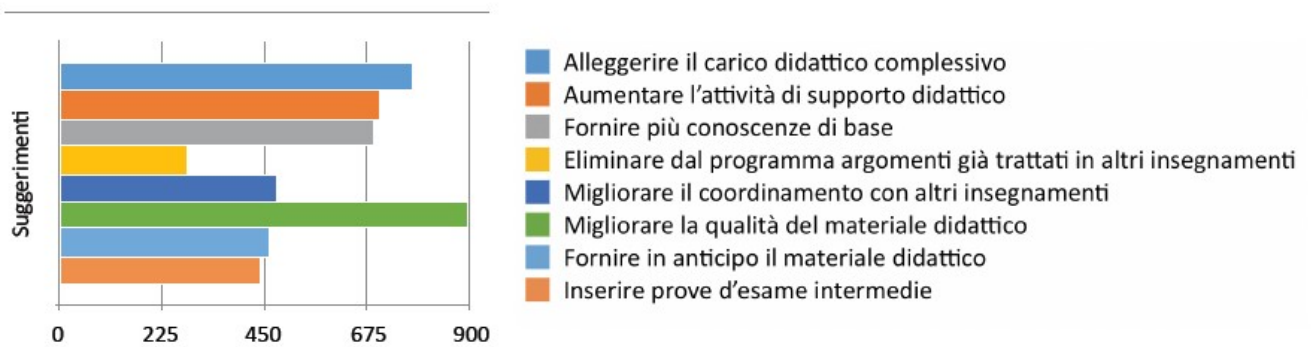 Suggerimenti
0 225 450 675 900
Alleggerire il carico didattico complessivo
Aumentare l'attività di supporto didattico
Fornire più conoscenze di base
Eliminare dal programma argomenti già trattati in altri insegnamenti
Migliorare il coordinamento con altri insegnamenti
Migliorare la qualità del materiale didattico
Fornire in anticipo il materiale didattico
Inserire prove d'esame intermedie